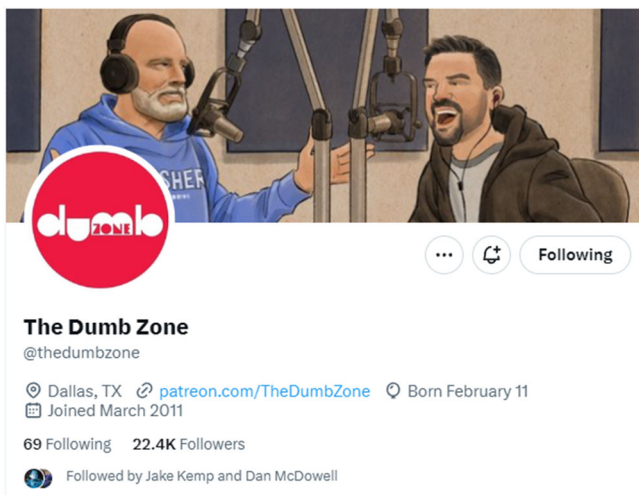 SHER
dumb
ZONE
Following
The Dumb Zone
@thedumbzone
Dallas, TX patreon.com/TheDumbZone Born February 11
Joined March 2011
69 Following 22.4K Followers
Followed by Jake Kemp and Dan McDowell